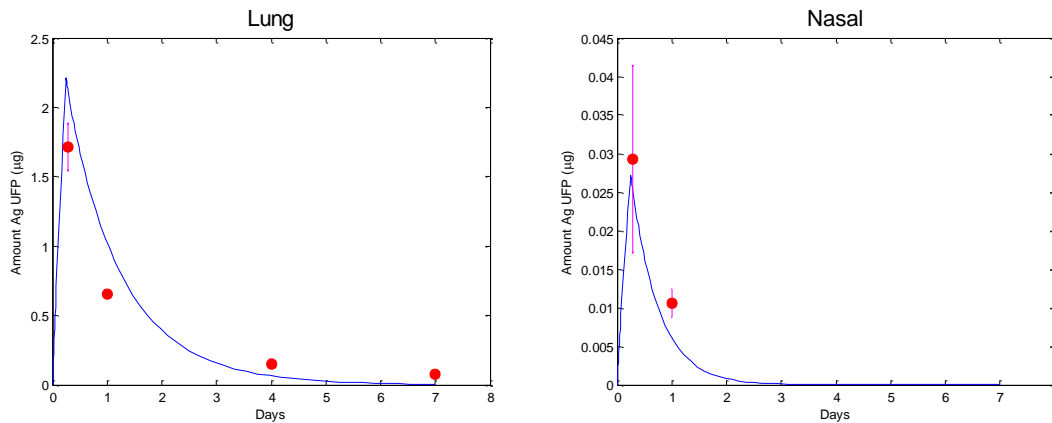 Lung
2.5
2
1.5
1
0.5
0
0 1 2 3 4 5 6 7 8
Days
Amount Ag UFP (µg)
Nasal
0.045
0.04
0.035
0.03
0.025
0.02
0.015
0.01
0.005
0
0 1 2 3 4 5 6 7
Days
Amount Ag UFP (µg)